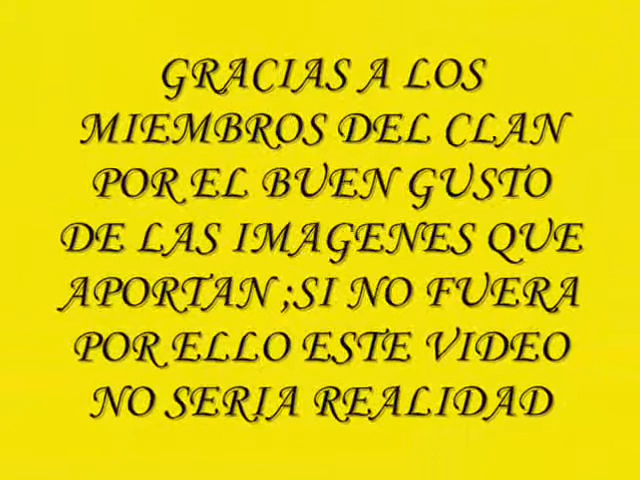 GRACIAS A LOS
MIEMBROS DEL CLAN
POR EL BUEN GUSTO
DE LAS IMAGENES QUE
APORTAN ;SI NO FUERA
POR ELLO ESTE VIDEO
NO SERIA REALIDAD